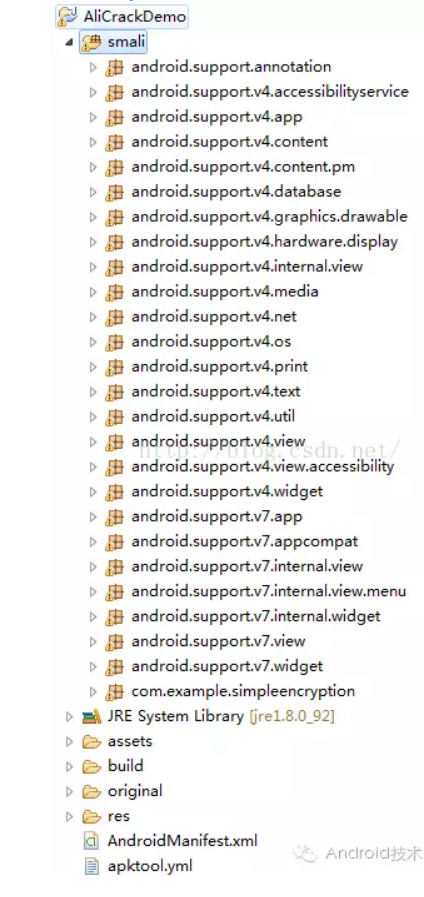 AliCrackDemo
smali
android.support.annotation
android.support.v4.accessibilityservice
android.support.v4.app
android.support.v4.content
android.support.v4.content.pm
android.support.v4.database
android.support.v4.graphics.drawable
android.support.v4.hardware.display
android.support.v4.internal.view
android.support.v4.media
android.support.v4.net
android.support.v4.os
android.support.v4.print
android.support.v4.text
android.support.v4.util
android.support.v4.view
http://blog.csdn.net/
android.support.v4.view.accessibility
android.support.v4.widget
android.support.v7.app
android.support.v7.appcompat
android.support.v7.internal.view
android.support.v7.internal.view.menu
android.support.v7.internal.widget
android.support.v7.view
android.support.v7.widget
com.example.simpleencryption
JRE System Library [jre1.8.0_92]
assets
build
original
res
AndroidManifest.xml
apktool.yml
Android技术